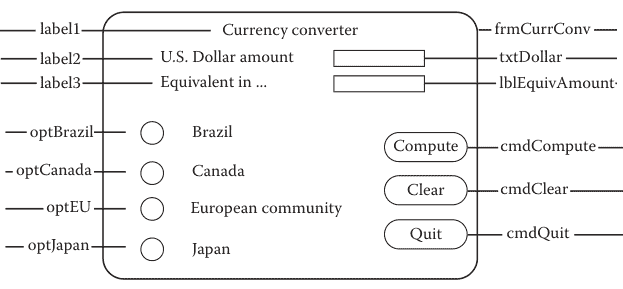 label1 Currency converter frmCurrConv
label2 U.S. Dollar amount txtDollar
label3 Equivalent in ... lblEquivAmount
optBrazil Brazil
Compute cmdCompute
optCanada Canada
Clear cmdClear
optEU European community
Quit cmdQuit
optJapan Japan